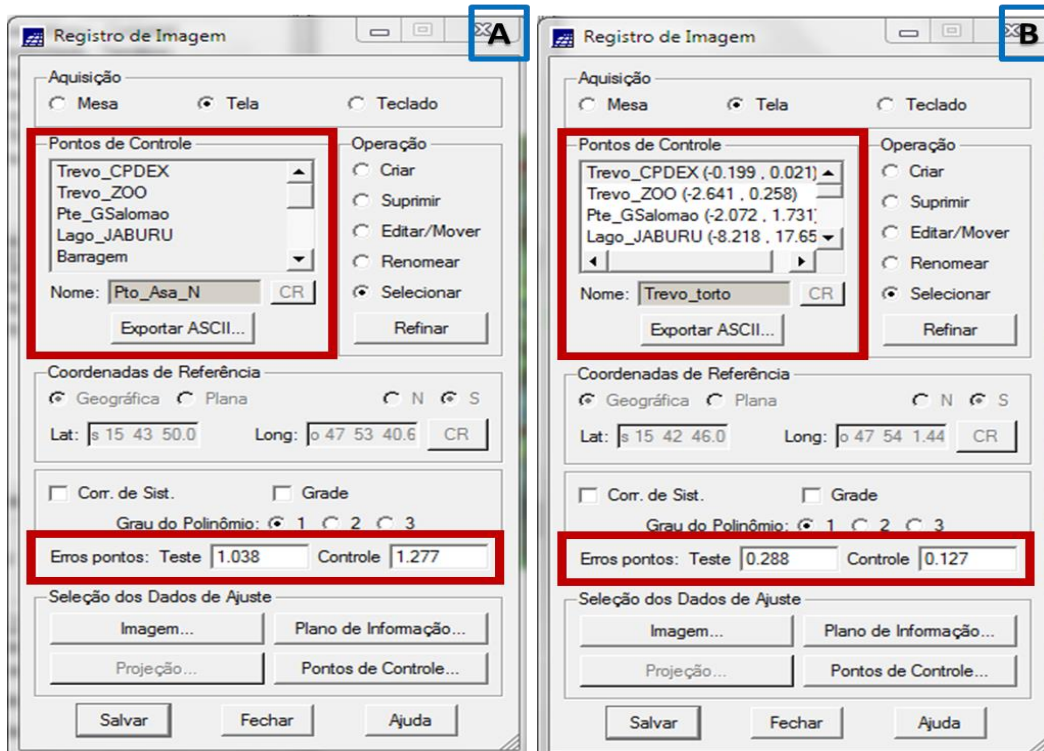 Registro de Imagem
A
Aquisição
Mesa Tela Teclado
Pontos de Controle
Trevo_CPDEX
Trevo_ZOO
Pte_GSalomao
Lago_JABURU
Barragem
Nome: Pto_Asa_N CR
Exportar ASCII...
Operação
Criar
Suprimir
Editar/Mover
Renomear
Selecionar
Refinar
Coordenadas de Referência
Geográfica Plana N S
Lat: s 15 43 50.0 Long: o 47 53 40.6 CR
Corr. de Sist. Grade
Grau do Polinômio: 1 2 3
Erros pontos: Teste 1.038 Controle 1.277
Seleção dos Dados de Ajuste
Imagem... Plano de Informação...
Projeção... Pontos de Controle...
Salvar Fechar Ajuda
Registro de Imagem
B
Aquisição
Mesa Tela Teclado
Pontos de Controle
Trevo_CPDEX (-0.199 , 0.021)
Trevo_ZOO (-2.641 , 0.258)
Pte_GSalomao (-2.072 , 1.731)
Lago_JABURU (-8.218 , 17.65
Nome: Trevo_torto CR
Exportar ASCII...
Operação
Criar
Suprimir
Editar/Mover
Renomear
Selecionar
Refinar
Coordenadas de Referência
Geográfica Plana N S
Lat: s 15 42 46.0 Long: o 47 54 1.44 CR
Corr. de Sist. Grade
Grau do Polinômio: 1 2 3
Erros pontos: Teste 0.288 Controle 0.127
Seleção dos Dados de Ajuste
Imagem... Plano de Informação...
Projeção... Pontos de Controle...
Salvar Fechar Ajuda